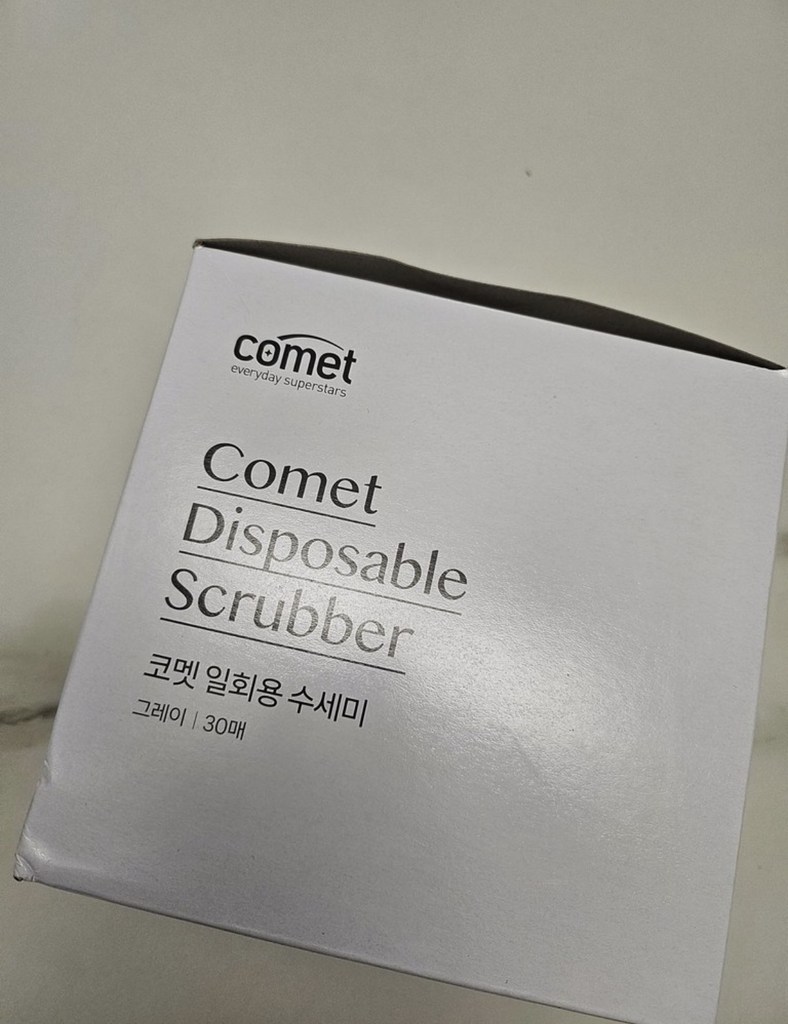 comet
everyday superstars
Comet
Disposable
Scrubber
코멧 일회용 수세미
그레이 | 30매